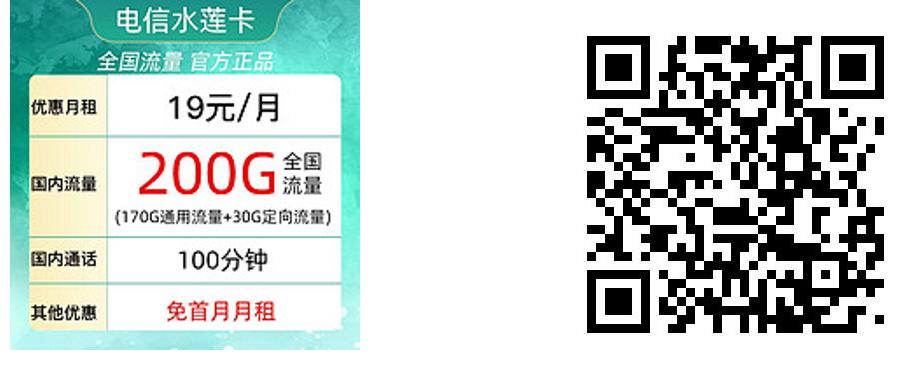 电信水莲卡
全国流量 官方正品
优惠月租
19元/月
国内流量
200G 全国流量
(170G通用流量+30G定向流量)
国内通话
100分钟
其他优惠
免首月月租